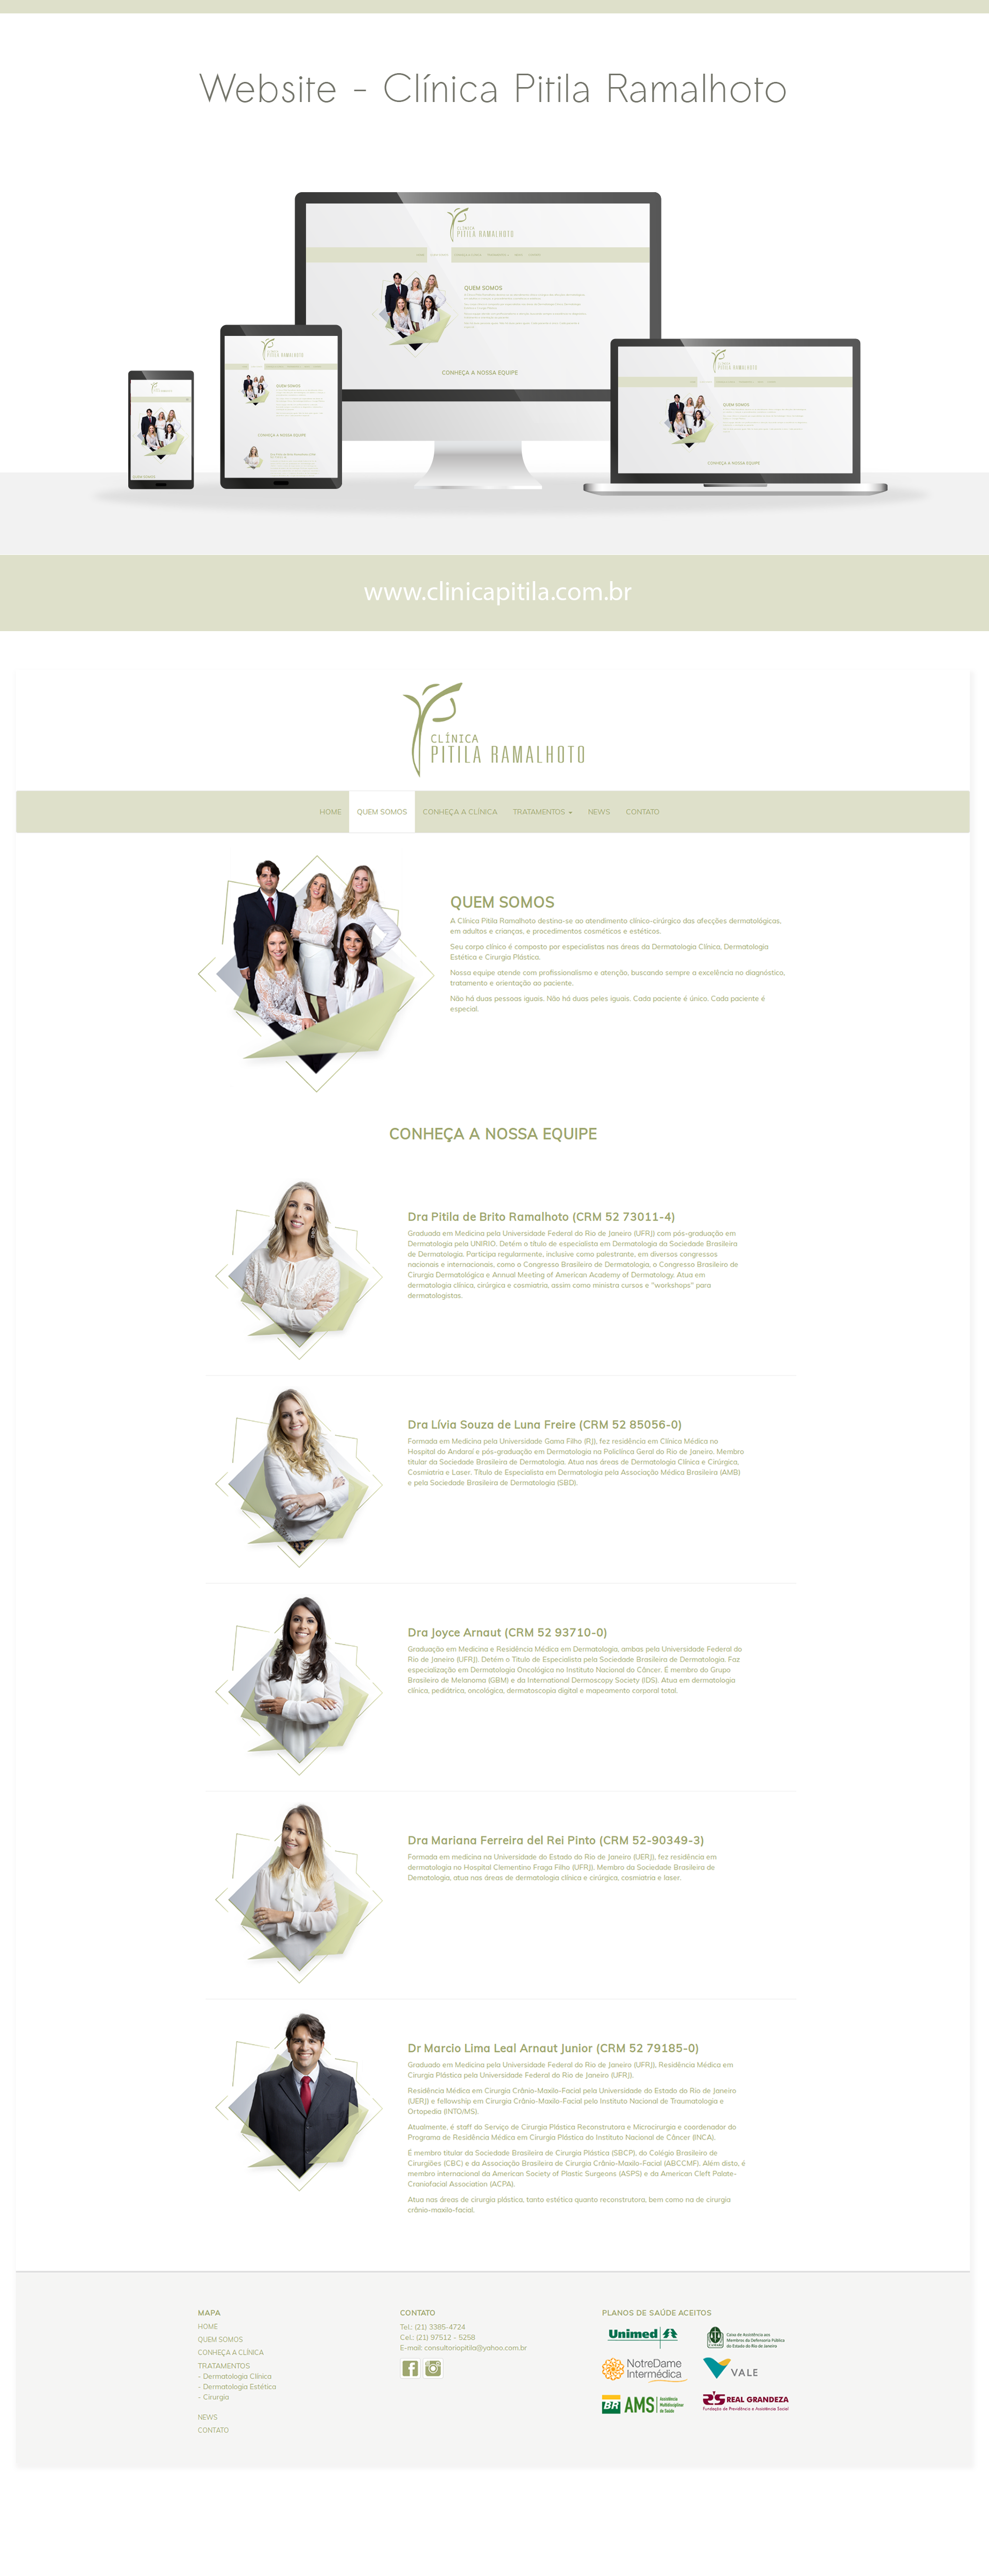 Website - Clínica Pitila Ramalhoto
CLÍNICA
PITILA RAMALHOTO
QUEM SOMOS
CONHEÇA A NOSSA EQUIPE
CLÍNICA
PITILA RAMALHOTO
QUEM SOMOS
CONHEÇA A NOSSA EQUIPE
PITILA RAMALHOTO
QUEM SOMOS
CONHEÇA A NOSSA EQUIPE
www.clinicapitila.com.br
CLÍNICA
PITILA RAMALHOTO
HOME QUEM SOMOS CONHEÇA A CLÍNICA TRATAMENTOS NEWS CONTATO
QUEM SOMOS
A Clínica Pitila Ramalhoto destina-se ao atendimento clínico-cirúrgico das afecções dermatológicas,
em adultos e crianças, e procedimentos cosméticos e estéticos.
Seu corpo clínico é composto por especialistas nas áreas da Dermatologia Clínica, Dermatologia
Estética e Cirurgia Plástica.
Nossa equipe atende com profissionalismo e atenção, buscando sempre a excelência no diagnóstico,
tratamento e orientação ao paciente.
Não há duas pessoas iguais. Não há duas peles iguais. Cada paciente é único. Cada paciente é
especial.
CONHEÇA A NOSSA EQUIPE
Dra Pitila de Brito Ramalhoto (CRM 52 73011-4)
Graduada em Medicina pela Universidade Federal do Rio de Janeiro (UFRJ) com pós-graduação em
Dermatologia pela UNIRIO. Detém o título de especialista em Dermatologia da Sociedade Brasileira
de Dermatologia. Participa regularmente, inclusive como palestrante, em diversos congressos
nacionais e internacionais, como o Congresso Brasileiro de Dermatologia, o Congresso Brasileiro de
Cirurgia Dermatológica e Annual Meeting of American Academy of Dermatology. Atua em
dermatologia clínica, cirúrgica e cosmiatria, assim como ministra cursos e "workshops" para
dermatologistas.
Dra Lívia Souza de Luna Freire (CRM 52 85056-0)
Formada em Medicina pela Universidade Gama Filho (RJ), fez residência em Clínica Médica no
Hospital do Andaraí e pós-graduação em Dermatologia na Policlínca Geral do Rio de Janeiro. Membro
titular da Sociedade Brasileira de Dermatologia. Atua nas áreas de Dermatologia Clínica e Cirúrgica,
Cosmiatria e Laser. Título de Especialista em Dermatologia pela Associação Médica Brasileira (AMB)
e pela Sociedade Brasileira de Dermatologia (SBD).
Dra Joyce Arnaut (CRM 52 93710-0)
Graduação em Medicina e Residência Médica em Dermatologia, ambas pela Universidade Federal do
Rio de Janeiro (UFRJ). Detém o Título de Especialista pela Sociedade Brasileira de Dermatologia. Faz
especialização em Dermatologia Oncológica no Instituto Nacional do Câncer. É membro do Grupo
Brasileiro de Melanoma (GBM) e da International Dermoscopy Society (IDS). Atua em dermatologia
clínica, pediátrica, oncológica, dermatoscopia digital e mapeamento corporal total.
Dra Mariana Ferreira del Rei Pinto (CRM 52-90349-3)
Formada em medicina na Universidade do Estado do Rio de Janeiro (UERJ), fez residência em
dermatologia no Hospital Clementino Fraga Filho (UFRJ). Membro da Sociedade Brasileira de
Dematologia, atua nas áreas de dermatologia clínica e cirúrgica, cosmiatria e laser.
Dr Marcio Lima Leal Arnaut Junior (CRM 52 79185-0)
Graduado em Medicina pela Universidade Federal do Rio de Janeiro (UFRJ), Residência Médica em
Cirurgia Plástica pela Universidade Federal do Rio de Janeiro (UFRJ).
Residência Médica em Cirurgia Crânio-Maxilo-Facial pela Universidade do Estado do Rio de Janeiro
(UERJ) e fellowship em Cirurgia Crânio-Maxilo-Facial pelo Instituto Nacional de Traumatologia e
Ortopedia (INTO/MS).
Atualmente, é staff do Serviço de Cirurgia Plástica Reconstrutora e Microcirurgia e coordenador do
Programa de Residência Médica em Cirurgia Plástica do Instituto Nacional de Câncer (INCA).
É membro titular da Sociedade Brasileira de Cirurgia Plástica (SBCP), do Colégio Brasileiro de
Cirurgiões (CBC) e da Associação Brasileira de Cirurgia Crânio-Maxilo-Facial (ABCCMF). Além disto, é
membro internacional da American Society of Plastic Surgeons (ASPS) e da American Cleft Palate-
Craniofacial Association (ACPA).
Atua nas áreas de cirurgia plástica, tanto estética quanto reconstrutora, bem como na de cirurgia
crânio-maxilo-facial.
MAPA
HOME
QUEM SOMOS
CONHEÇA A CLÍNICA
TRATAMENTOS
- Dermatologia Clínica
- Dermatologia Estética
- Cirurgia
NEWS
CONTATO
CONTATO
Tel.: (21) 3385-4724
Cel.: (21) 97512 - 5258
E-mail: consultoriopitila@yahoo.com.br
PLANOS DE SAÚDE ACEITOS
Unimed
Caixa de Assistência aos
Membros da Defensoria Pública
do Estado do Rio de Janeiro
NotreDame
Intermédica
VALE
BR AMS Assistência
Multidisciplinar
de Saúde
REAL GRANDEZA
Fundação de Previdência e Assistência Social